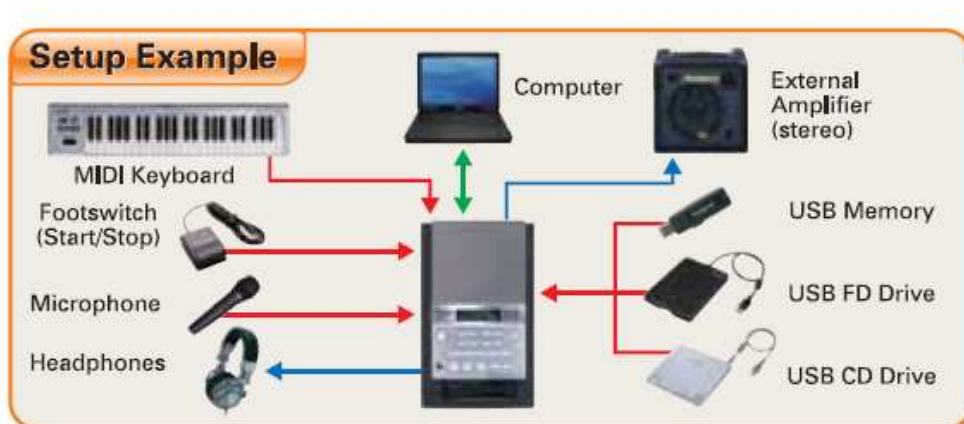 Setup Example
Computer
External
Amplifier
(stereo)
MIDI Keyboard
Footswitch
(Start/Stop)
USB Memory
Microphone
USB FD Drive
Headphones
USB CD Drive